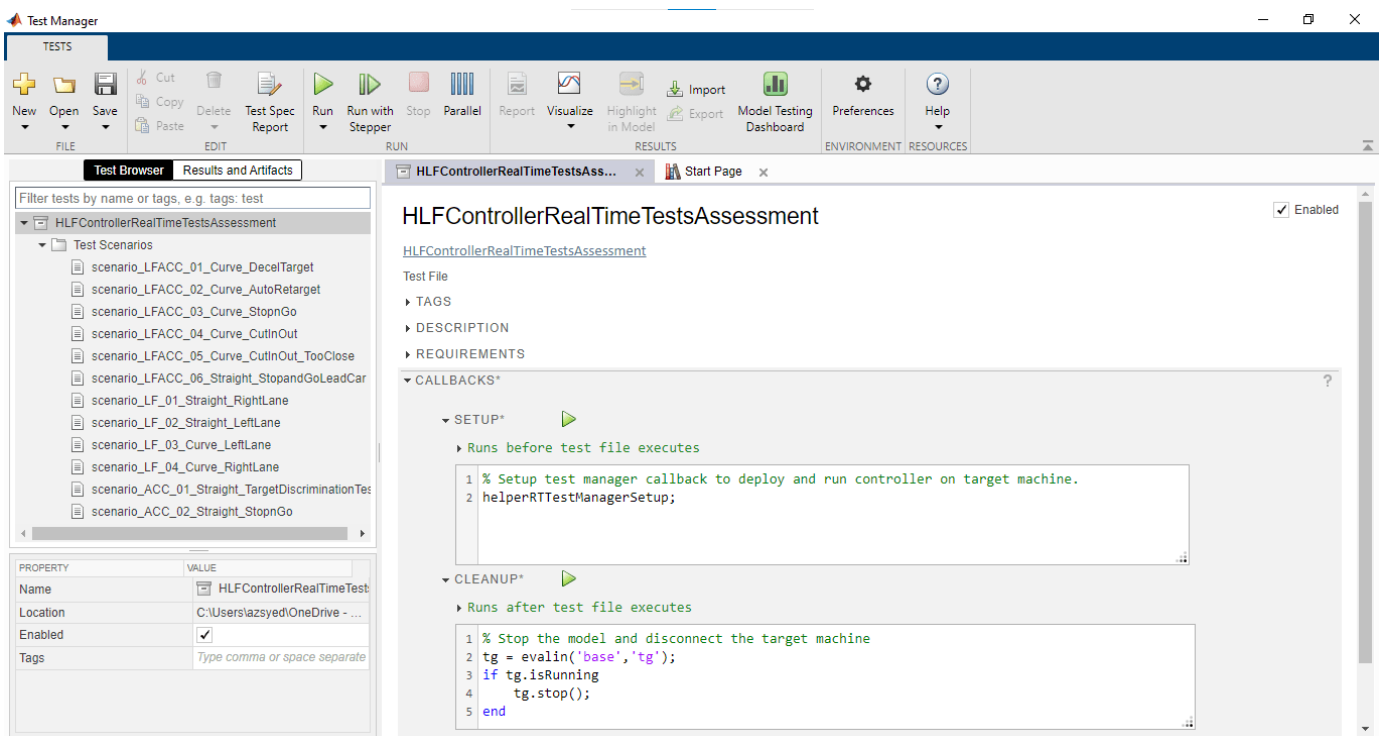 Test Manager
TESTS
New
Open
Save
Cut
Copy
Paste
Delete
Test Spec Report
Run
Run with Stepper
Stop
Parallel
Report
Visualize
Highlight in Model
Import
Export
Model Testing Dashboard
Preferences
Help
FILE
EDIT
RUN
RESULTS
ENVIRONMENT
RESOURCES
Test Browser
Results and Artifacts
Filter tests by name or tags, e.g. tags: test
HLFControllerRealTimeTestsAssessment
Test Scenarios
scenario_LFACC_01_Curve_DecelTarget
scenario_LFACC_02_Curve_AutoRetarget
scenario_LFACC_03_Curve_StopnGo
scenario_LFACC_04_Curve_CutInOut
scenario_LFACC_05_Curve_CutInOut_TooClose
scenario_LFACC_06_Straight_StopandGoLeadCar
scenario_LF_01_Straight_RightLane
scenario_LF_02_Straight_LeftLane
scenario_LF_03_Curve_LeftLane
scenario_LF_04_Curve_RightLane
scenario_ACC_01_Straight_TargetDiscriminationTes
scenario_ACC_02_Straight_StopnGo
PROPERTY VALUE
Name HLFControllerRealTimeTest
Location C:\Users\azsyed\OneDrive - ...
Enabled
Tags Type comma or space separate
HLFControllerRealTimeTestsAss...
Start Page
HLFControllerRealTimeTestsAssessment
Enabled
HLFControllerRealTimeTestsAssessment
Test File
TAGS
DESCRIPTION
REQUIREMENTS
CALLBACKS*
?
SETUP*
Runs before test file executes
1 % Setup test manager callback to deploy and run controller on target machine.
2 helperRTTestManagerSetup;
CLEANUP*
Runs after test file executes
1 % Stop the model and disconnect the target machine
2 tg = evalin('base','tg');
3 if tg.isRunning
4 tg.stop();
5 end